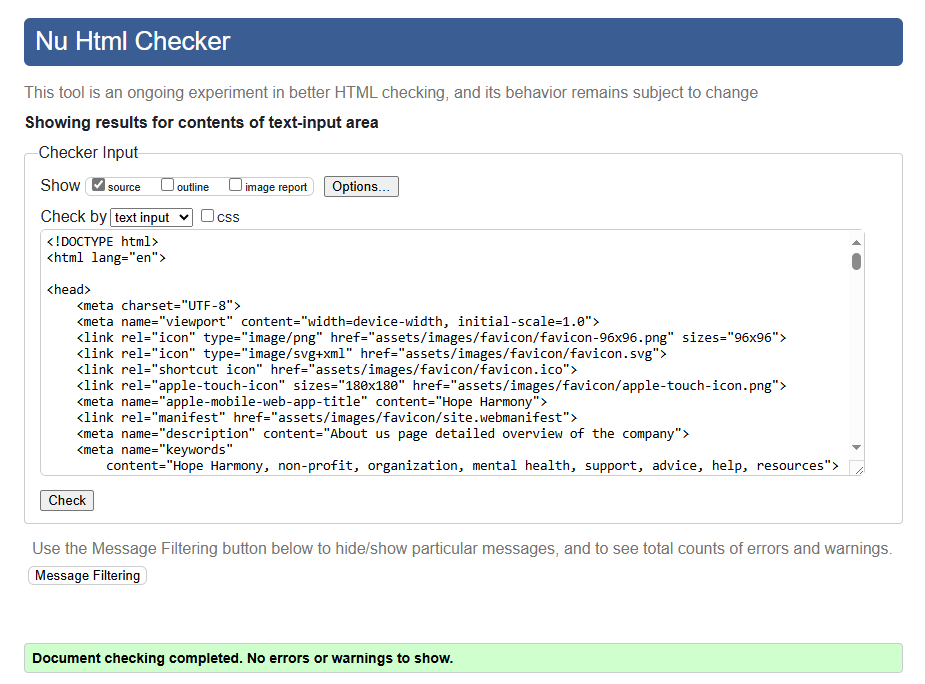 Nu Html Checker
This tool is an ongoing experiment in better HTML checking, and its behavior remains subject to change
Showing results for contents of text-input area
Checker Input
Show source outline image report Options...
Check by text input css
<!DOCTYPE html>
<html lang="en">
<head>
<meta charset="UTF-8">
<meta name="viewport" content="width=device-width, initial-scale=1.0">
<link rel="icon" type="image/png" href="assets/images/favicon/favicon-96x96.png" sizes="96x96">
<link rel="icon" type="image/svg+xml" href="assets/images/favicon/favicon.svg">
<link rel="shortcut icon" href="assets/images/favicon/favicon.ico">
<link rel="apple-touch-icon" sizes="180x180" href="assets/images/favicon/apple-touch-icon.png">
<meta name="apple-mobile-web-app-title" content="Hope Harmony">
<link rel="manifest" href="assets/images/favicon/site.webmanifest">
<meta name="description" content="About us page detailed overview of the company">
<meta name="keywords"
content="Hope Harmony, non-profit, organization, mental health, support, advice, help, resources">
Check
Use the Message Filtering button below to hide/show particular messages, and to see total counts of errors and warnings.
Message Filtering
Document checking completed. No errors or warnings to show.